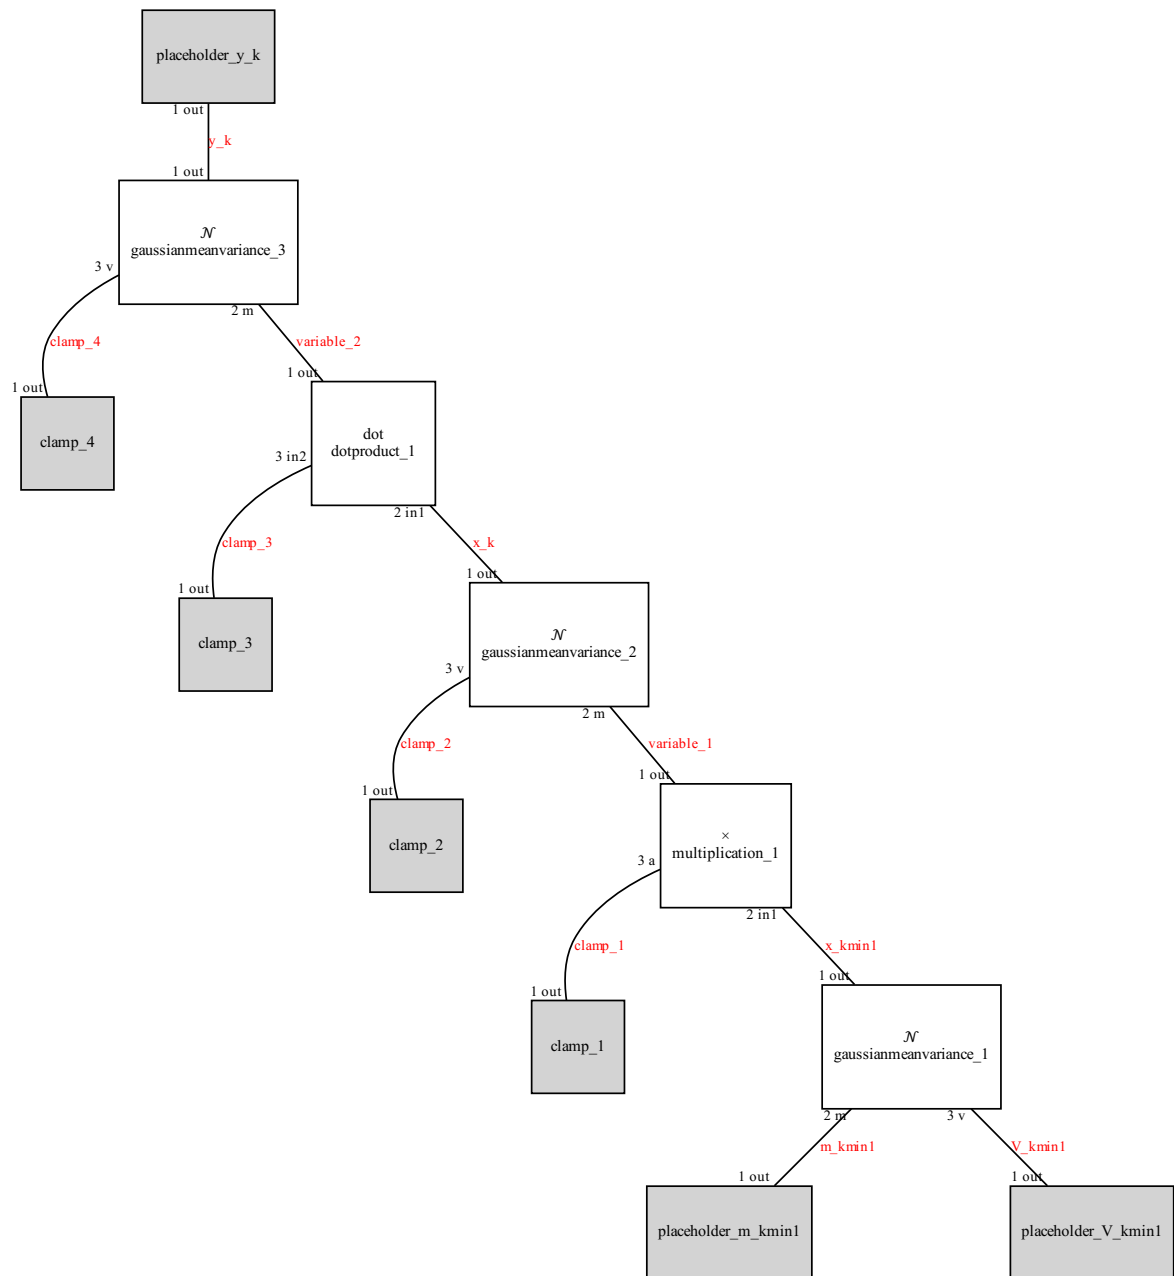 placeholder_y_k
1 out
y_k
1 out
𝒩
gaussianmeanvariance_3
3 v
2 m
clamp_4
variable_2
1 out
1 out
clamp_4
dot
dotproduct_1
3 in2
2 in1
clamp_3
x_k
1 out
1 out
clamp_3
𝒩
gaussianmeanvariance_2
3 v
2 m
clamp_2
variable_1
1 out
1 out
clamp_2
×
multiplication_1
3 a
2 in1
clamp_1
x_kmin1
1 out
1 out
clamp_1
𝒩
gaussianmeanvariance_1
2 m
3 v
m_kmin1
V_kmin1
1 out
1 out
placeholder_m_kmin1
placeholder_V_kmin1